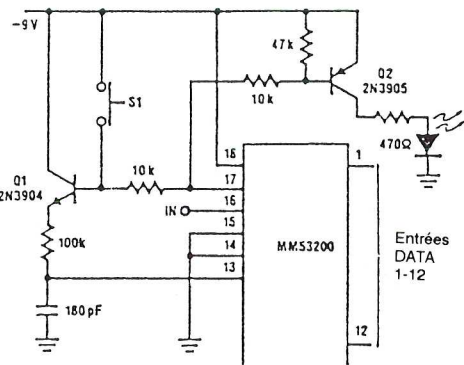 -9V
S1
Q1
2N3904
10k
100k
180pF
47k
10k
Q2
2N3905
470Ω
18
17
IN
16
15
14
13
1
12
MM53200
Entrées
DATA
1-12